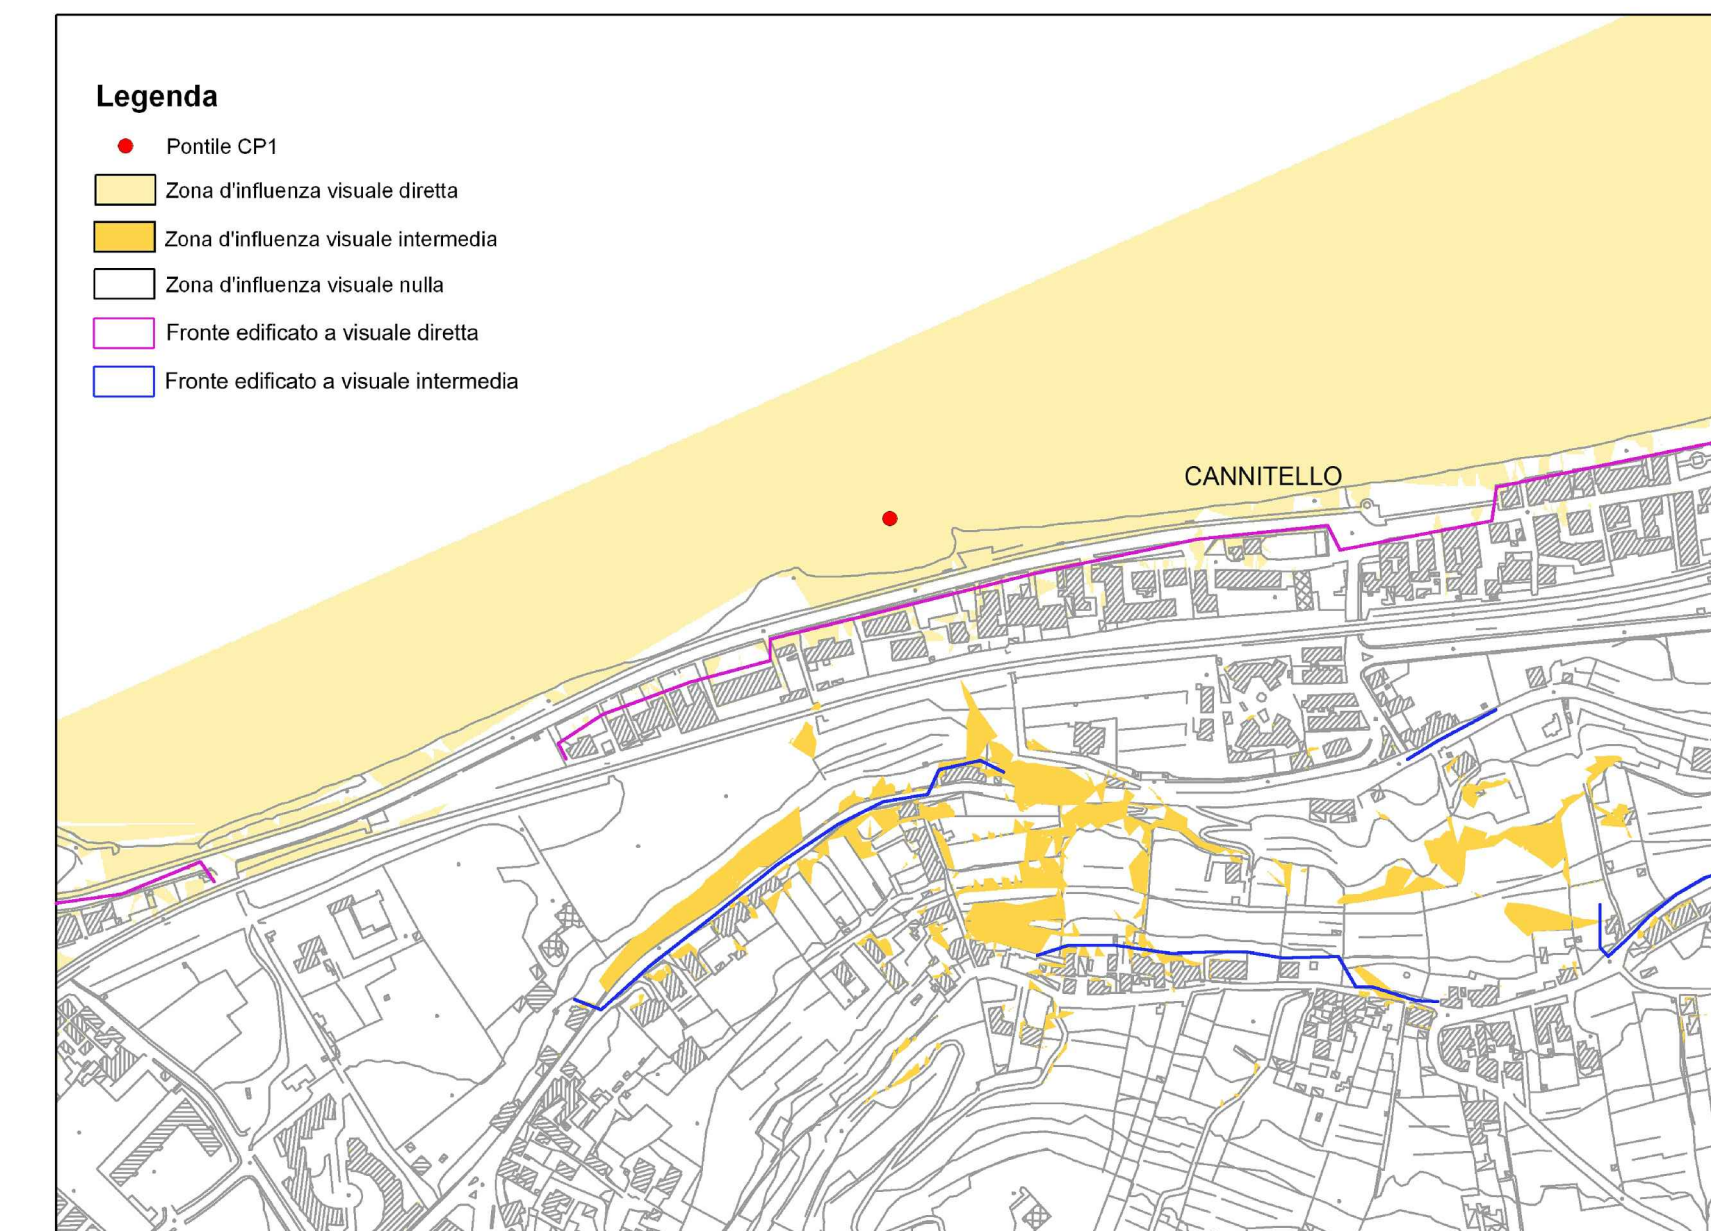 Legenda
Pontile CP1
Zona d'influenza visuale diretta
Zona d'influenza visuale intermedia
Zona d'influenza visuale nulla
Fronte edificato a visuale diretta
Fronte edificato a visuale intermedia
CANNITELLO